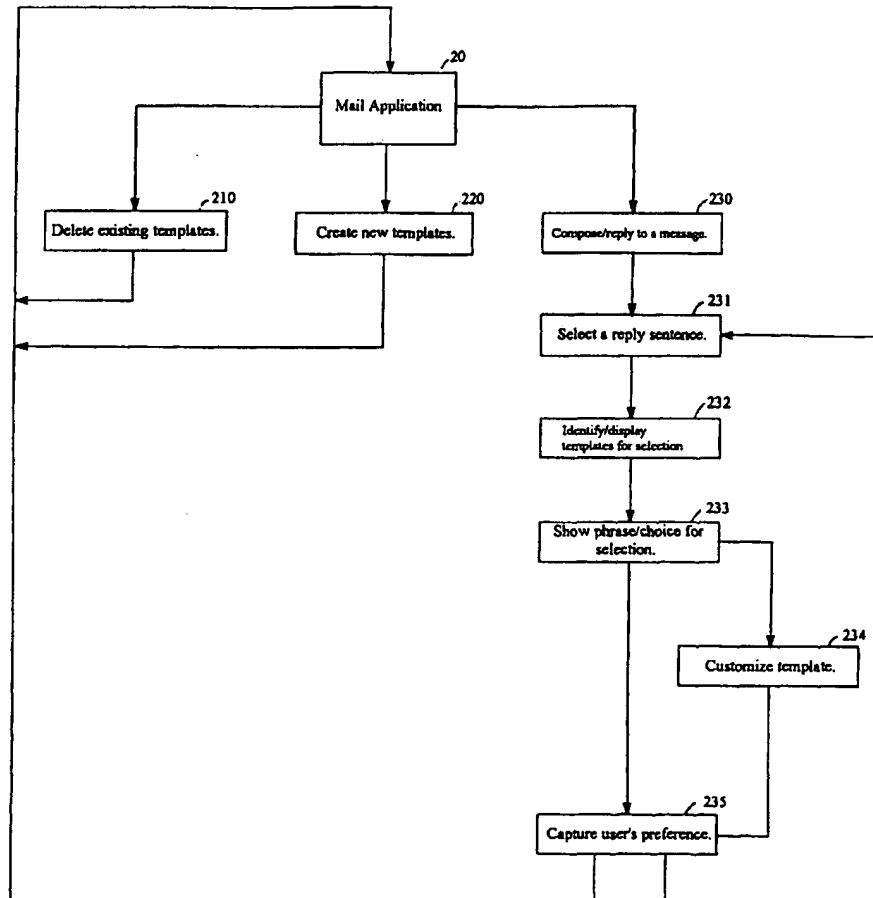 20
Mail Application
210
Delete existing templates.
220
Create new templates.
230
Compose/reply to a message.
231
Select a reply sentence.
232
Identify/display
templates for selection
233
Show phrase/choice for
selection.
234
Customize template.
235
Capture user's preference.